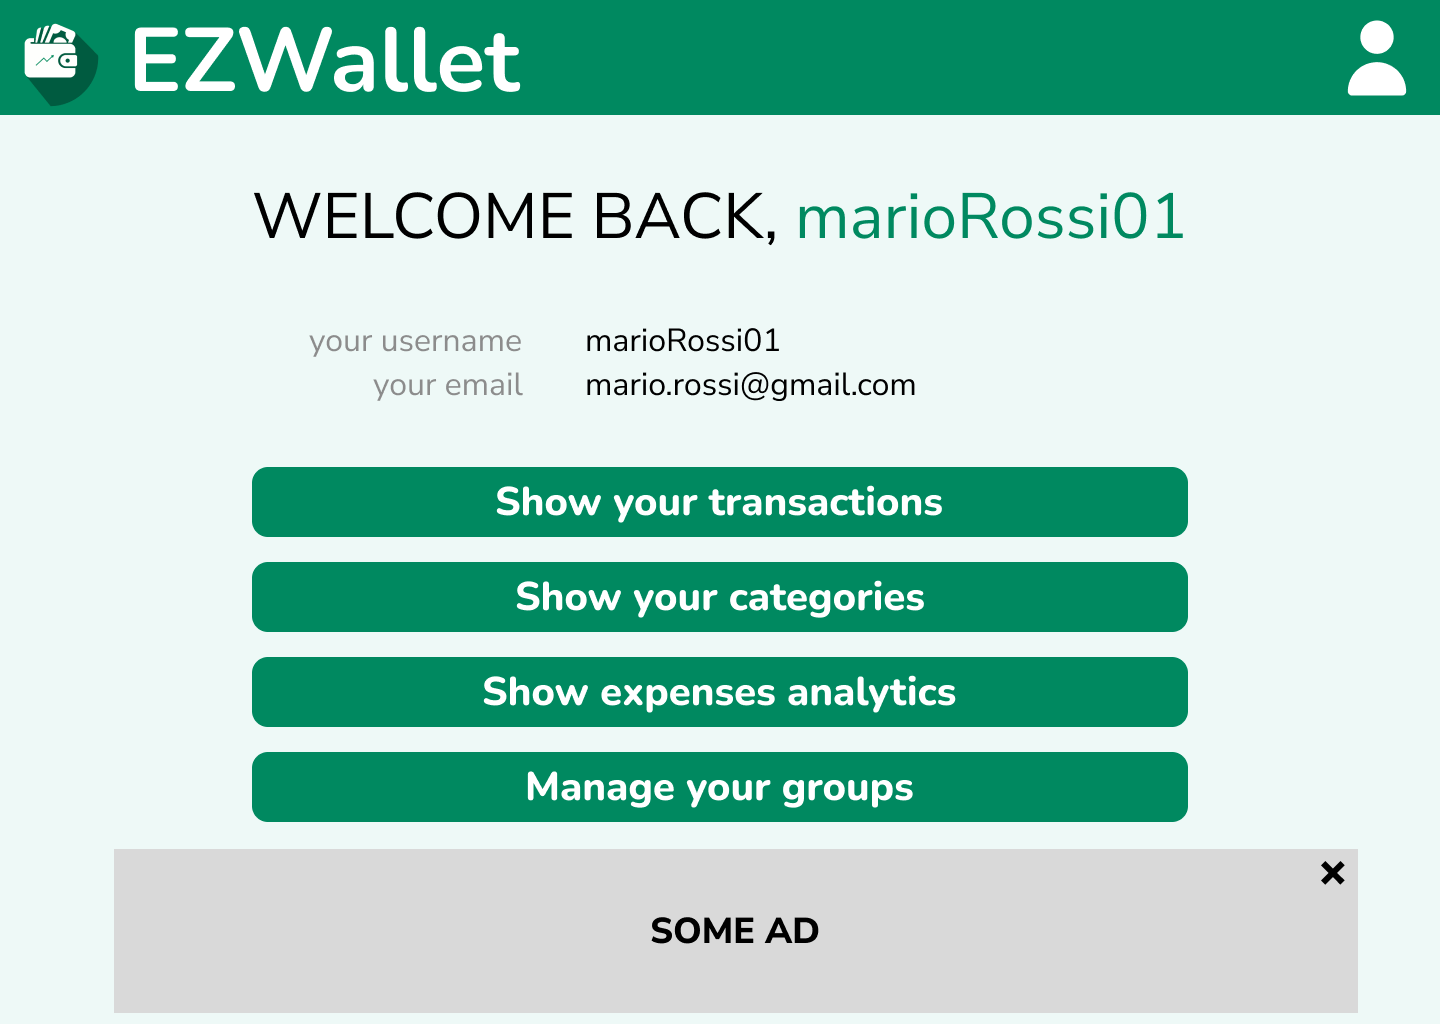 EZWallet
WELCOME BACK, marioRossi01
your username marioRossi01
your email mario.rossi@gmail.com
Show your transactions
Show your categories
Show expenses analytics
Manage your groups
SOME AD